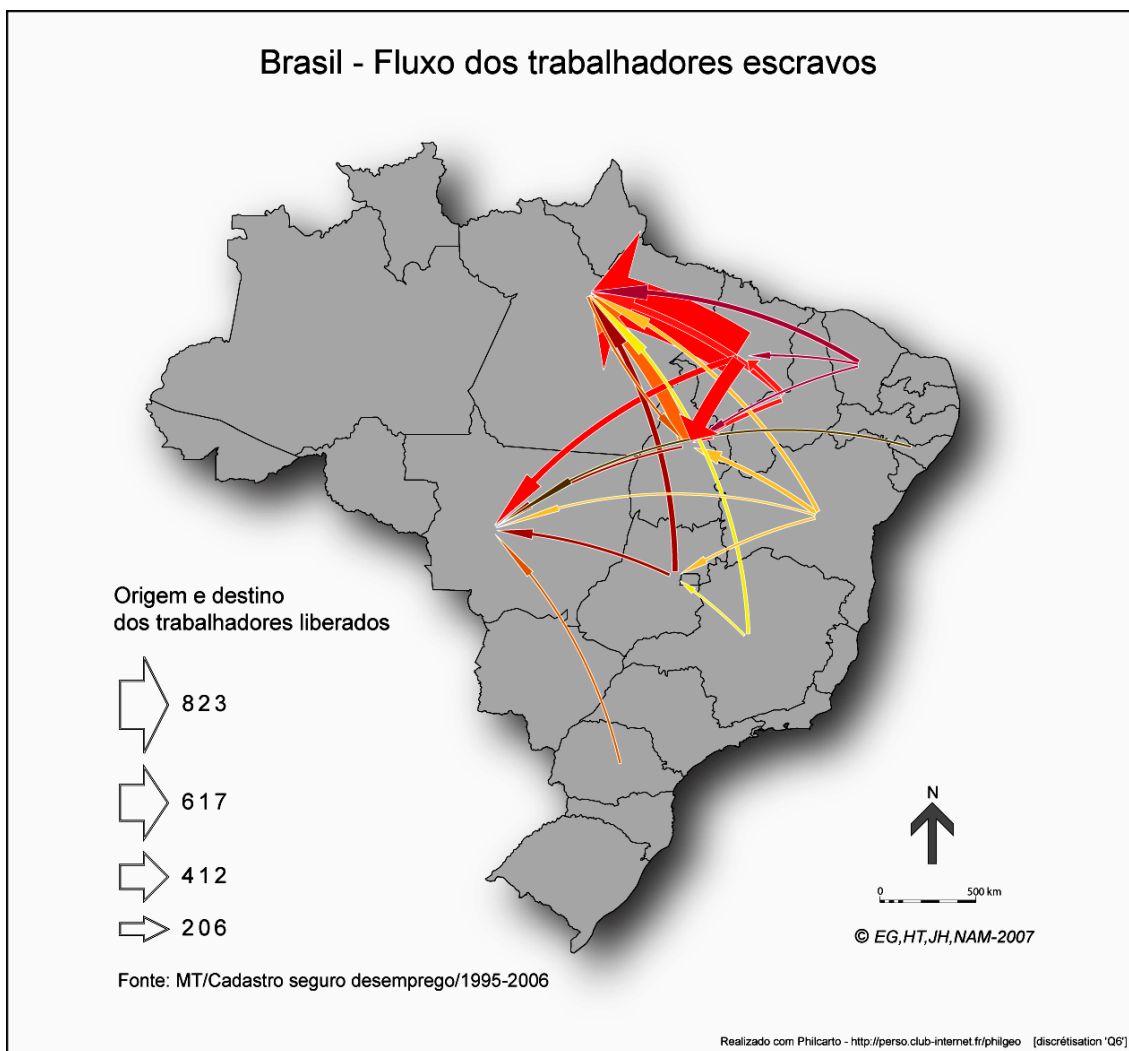 Brasil - Fluxo dos trabalhadores escravos
Origem e destino
dos trabalhadores liberados
823
617
412
206
N
0 500 km
© EG,HT,JH,NAM-2007
Fonte: MT/Cadastro seguro desemprego/1995-2006
Realizado com Philcarto - http://perso.club-internet.fr/philgeo [discrétisation 'Q6']